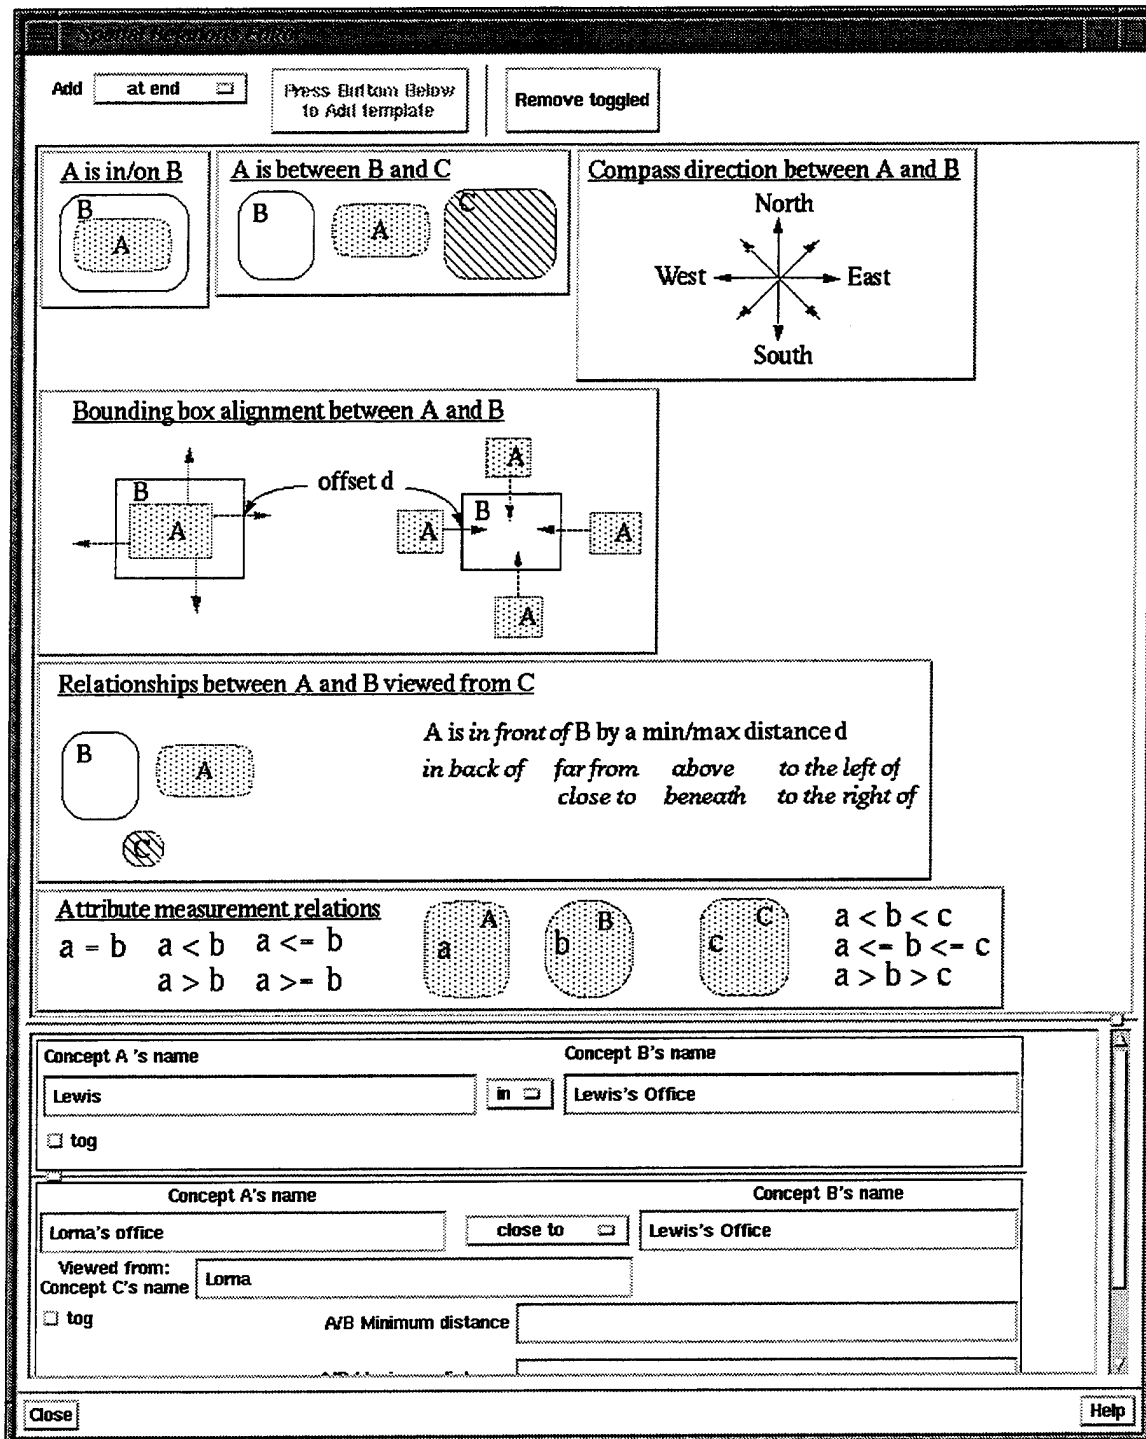 Spatial Relations Editor
Add at end
Press Buttom Below
to Add template
Remove toggled
A is in/on B
B
A
A is between B and C
B
A
C
Compass direction between A and B
North
West East
South
Bounding box alignment between A and B
A
B offset d B
A A A
A
Relationships between A and B viewed from C
A is in front of B by a min/max distance d
B
A
in back of far from above to the left of
close to beneath to the right of
C
Attribute measurement relations A B C a < b < c
a = b a < b a <= b a b c a <= b <= c
a > b a >= b a > b > c
Concept A 's name Concept B's name
Lewis in Lewis's Office
tog
Concept A's name Concept B's name
Lorna's office close to Lewis's Office
Viewed from:
Concept C's name Lorna
tog A/B Minimum distance
Close Help